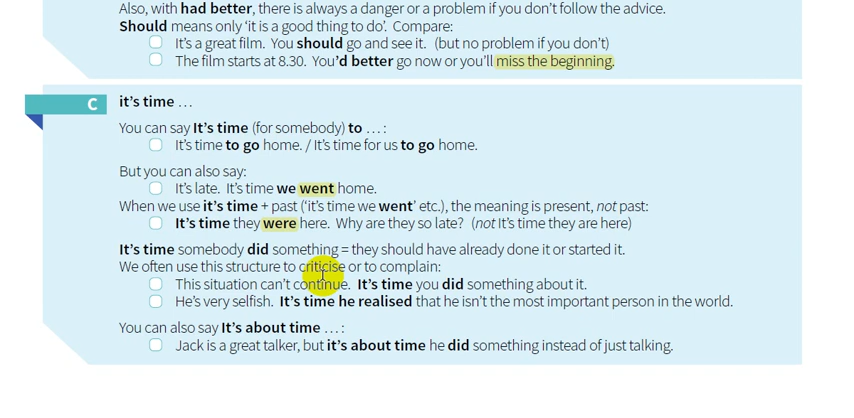 Also, with had better, there is always a danger or a problem if you don't follow the advice.
Should means only 'it is a good thing to do'. Compare:
It's a great film. You should go and see it. (but no problem if you don't)
The film starts at 8.30. You'd better go now or you'll miss the beginning.
C it's time …
You can say It's time (for somebody) to …:
It's time to go home. / It's time for us to go home.
But you can also say:
It's late. It's time we went home.
When we use it's time + past ('it's time we went' etc.), the meaning is present, not past:
It's time they were here. Why are they so late? (not It's time they are here)
It's time somebody did something = they should have already done it or started it.
We often use this structure to criticise or to complain:
This situation can't continue. It's time you did something about it.
He's very selfish. It's time he realised that he isn't the most important person in the world.
You can also say It's about time …:
Jack is a great talker, but it's about time he did something instead of just talking.